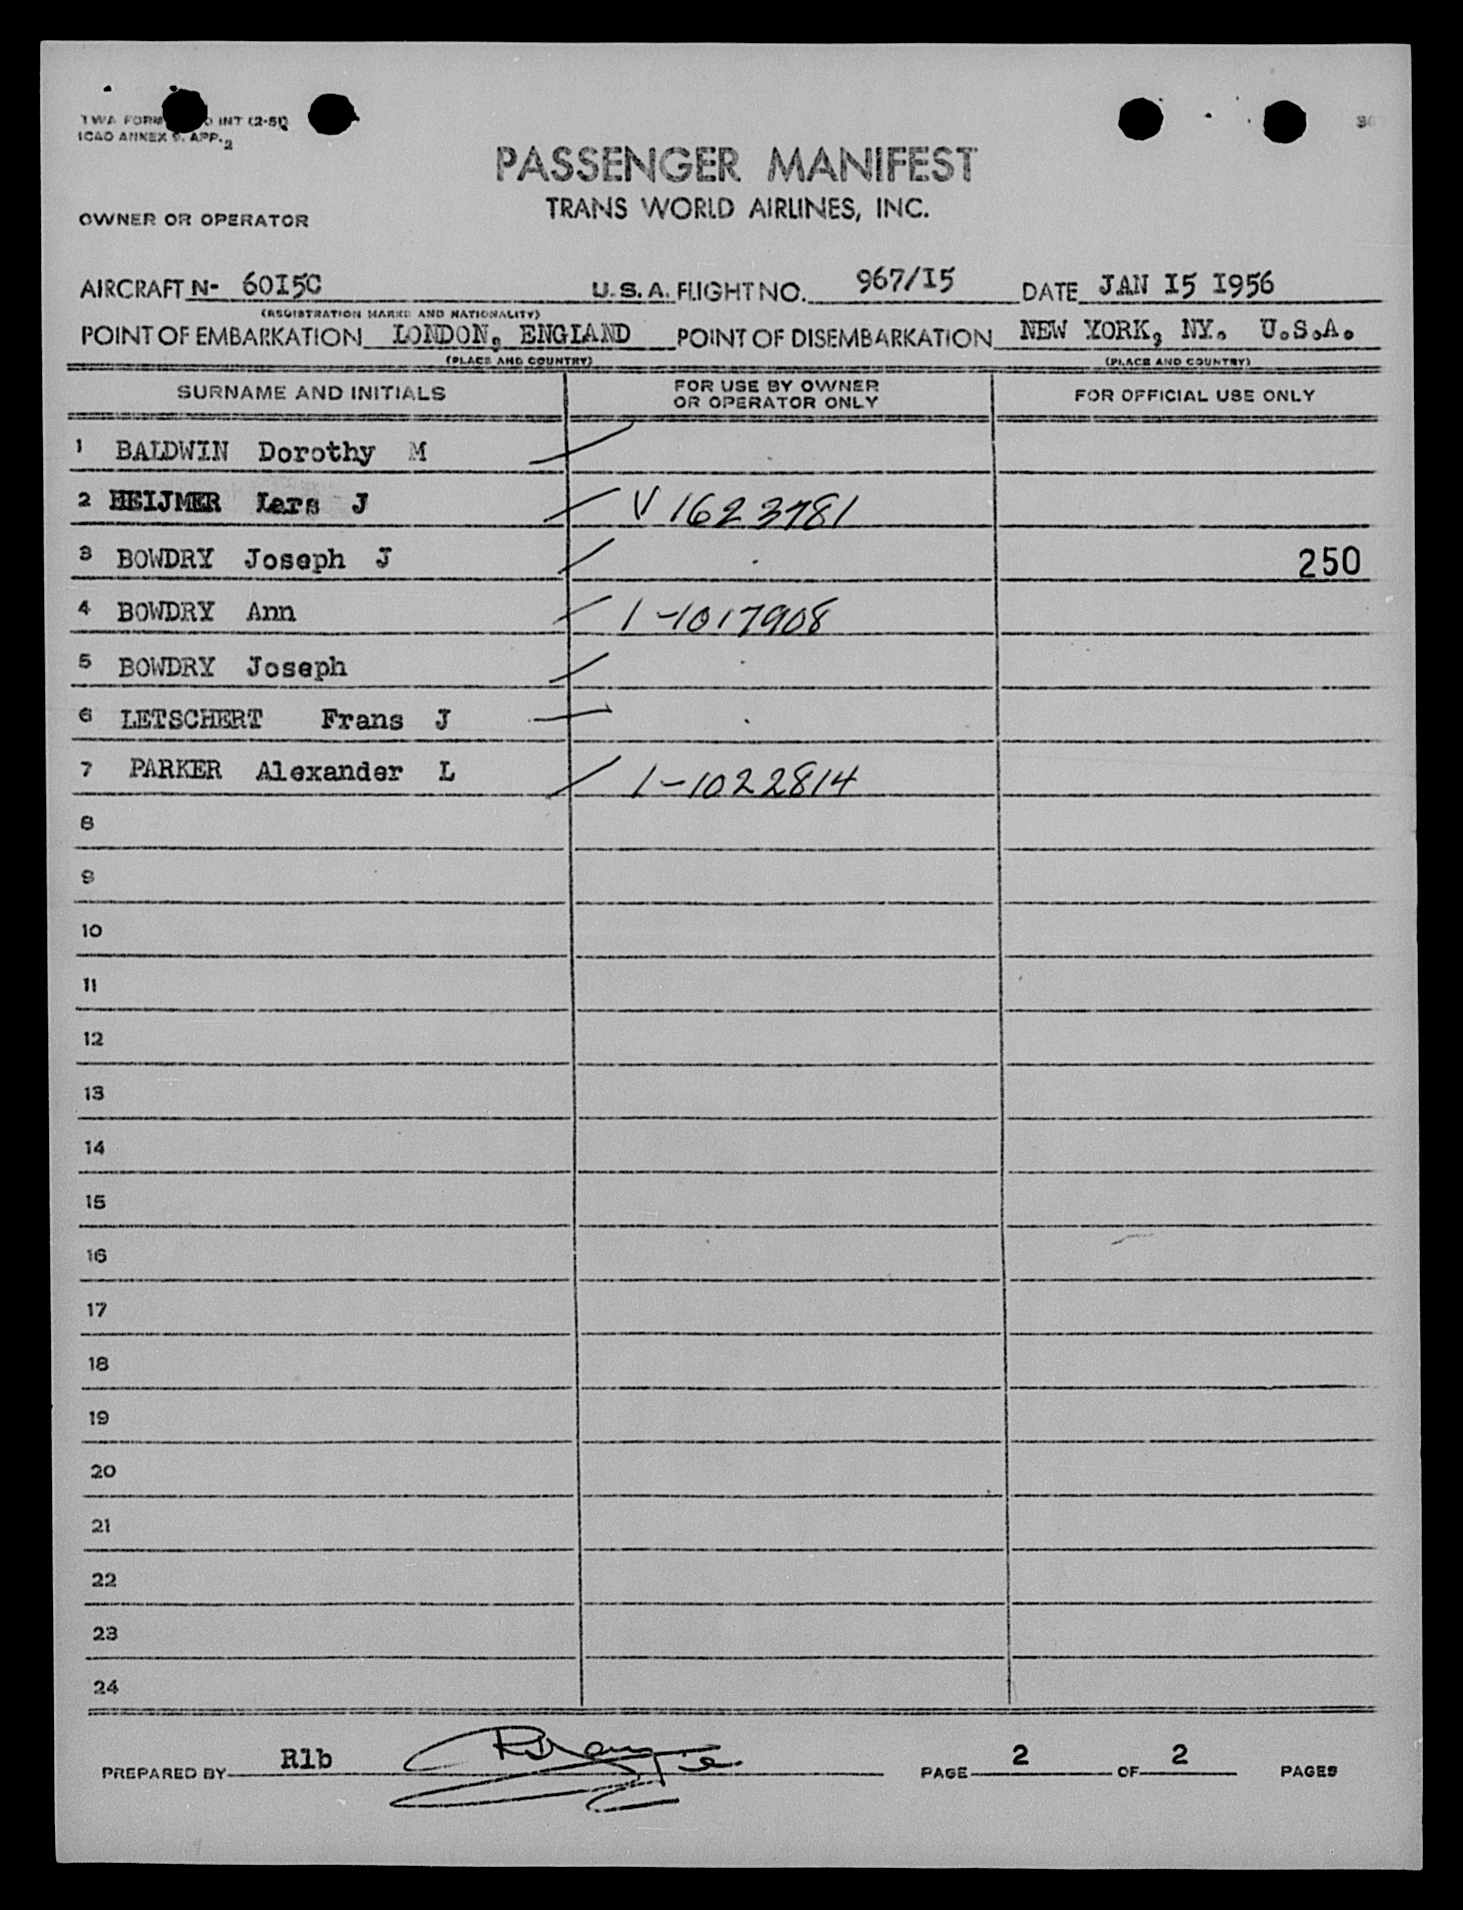 TWA FORM INT (2-51)
ICAO ANNEX 9. APP. 2
PASSENGER MANIFEST
TRANS WORLD AIRLINES, INC.
OWNER OR OPERATOR
AIRCRAFT N- 6015C U.S.A. FLIGHT NO. 967/15 DATE JAN 15 1956
(REGISTRATION MARKS AND NATIONALITY)
POINT OF EMBARKATION LONDON, ENGLAND POINT OF DISEMBARKATION NEW YORK, NY. U.S.A.
(PLACE AND COUNTRY) (PLACE AND COUNTRY)
SURNAME AND INITIALS FOR USE BY OWNER OR OPERATOR ONLY FOR OFFICIAL USE ONLY
1 BALDWIN Dorothy M
2 HEIJMER Lars J V 1623781
3 BOWDRY Joseph J 250
4 BOWDRY Ann 1-1017908
5 BOWDRY Joseph
6 LETSCHERT Frans J
7 PARKER Alexander L 1-1022814
8
9
10
11
12
13
14
15
16
17
18
19
20
21
22
23
24
PREPARED BY R1b PAGE 2 OF 2 PAGES